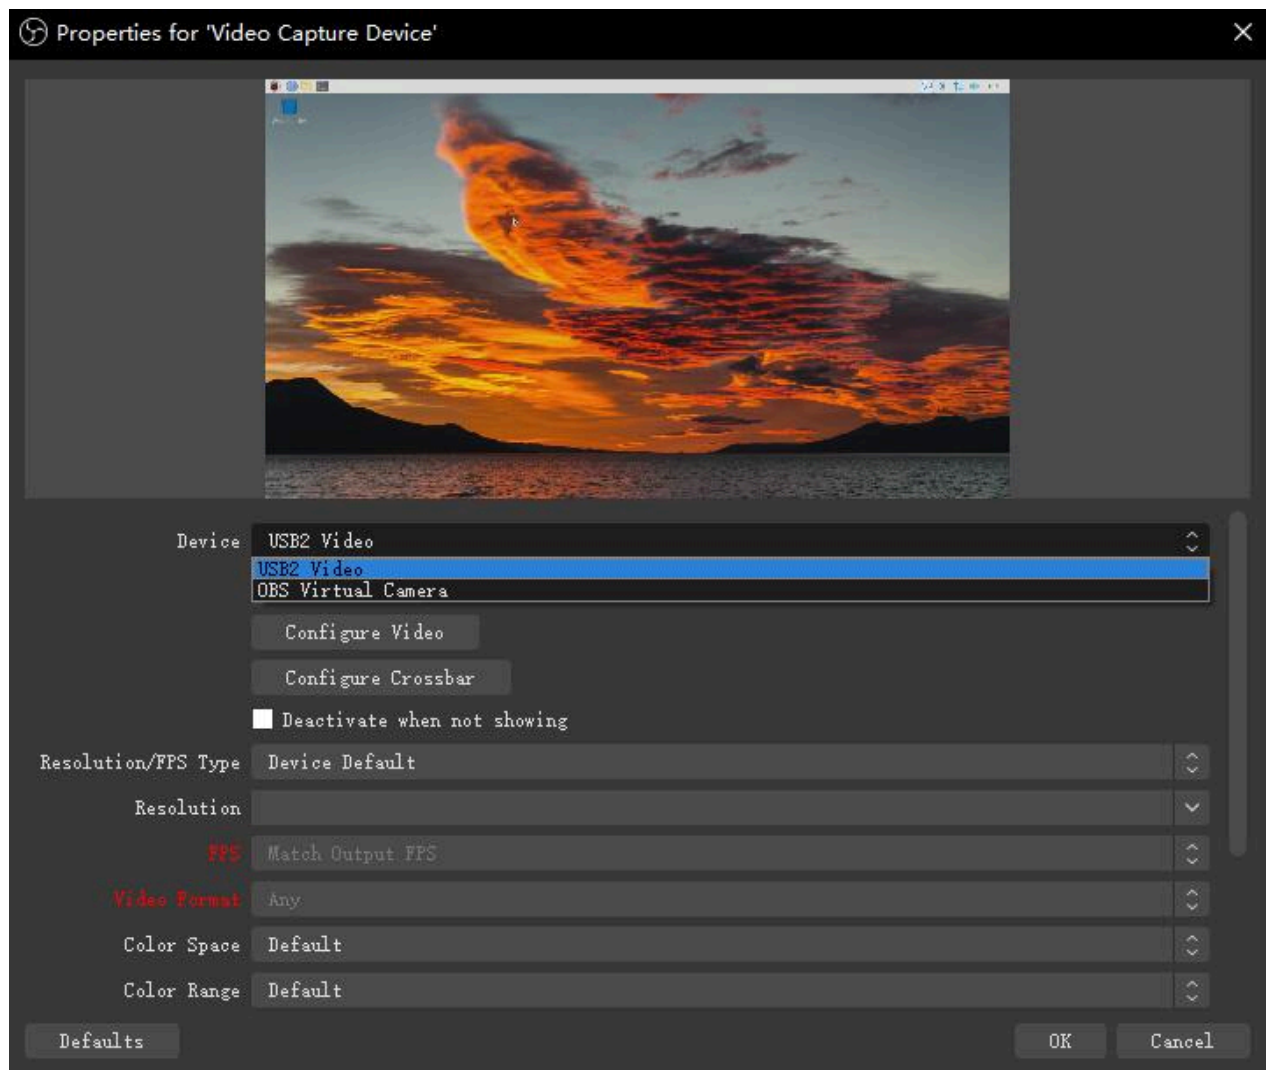 Properties for 'Video Capture Device'
Device USB2 Video
USB2 Video
OBS Virtual Camera
Configure Video
Configure Crossbar
Deactivate when not showing
Resolution/FPS Type Device Default
Resolution
FPS Match Output FPS
Video Format Any
Color Space Default
Color Range Default
Defaults OK Cancel